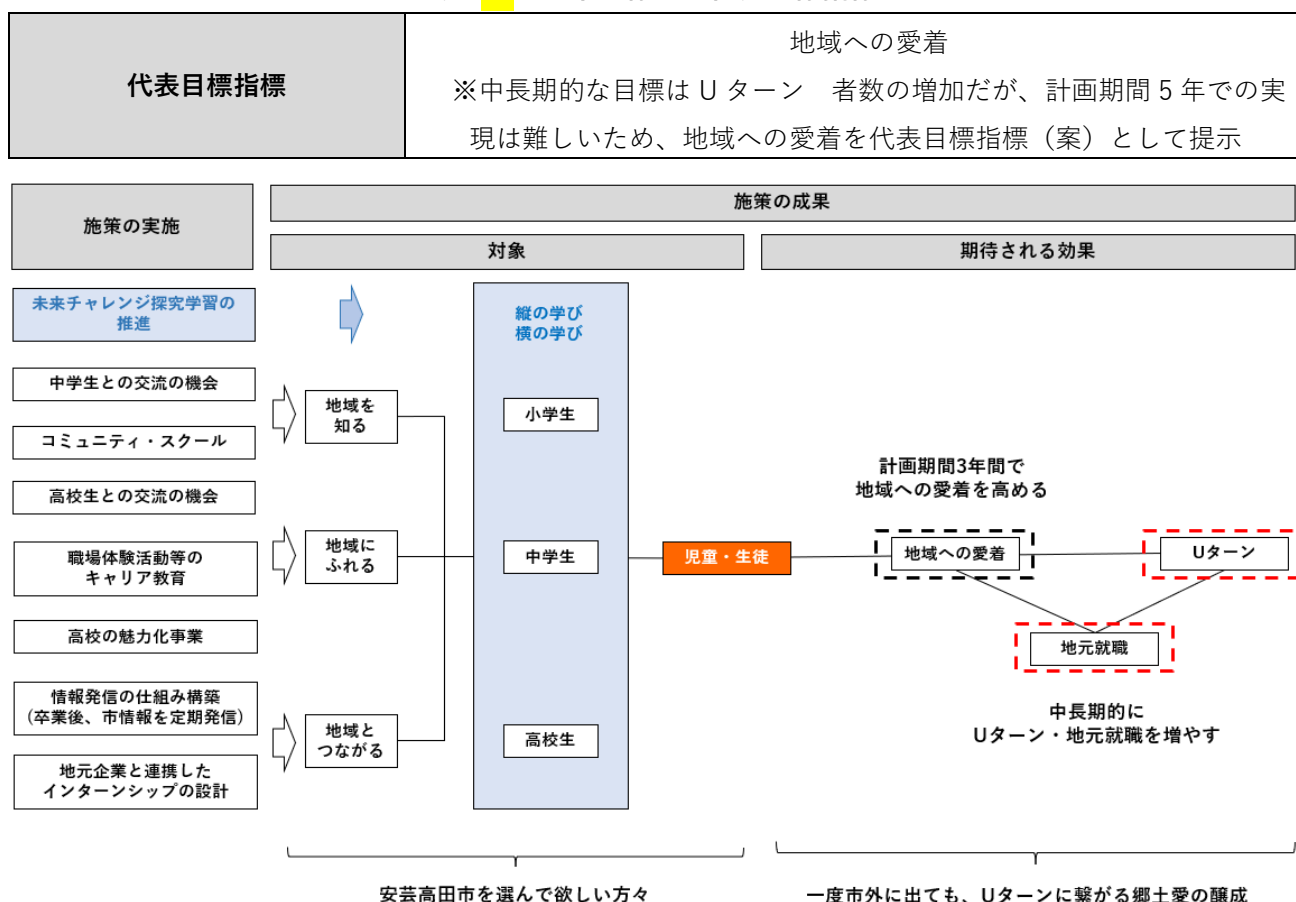 代表目標指標
地域への愛着
※中長期的な目標は U ターン　者数の増加だが、計画期間 5 年での実
現は難しいため、地域への愛着を代表目標指標（案）として提示
施策の実施
施策の成果
対象
期待される効果
未来チャレンジ探究学習の
推進
中学生との交流の機会
コミュニティ・スクール
高校生との交流の機会
職場体験活動等の
キャリア教育
高校の魅力化事業
情報発信の仕組み構築
(卒業後、市情報を定期発信)
地元企業と連携した
インターンシップの設計
地域を
知る
地域に
ふれる
地域と
つながる
縦の学び
横の学び
小学生
中学生
高校生
児童・生徒
計画期間3年間で
地域への愛着を高める
地域への愛着
Uターン
地元就職
中長期的に
Uターン・地元就職を増やす
安芸高田市を選んで欲しい方々
一度市外に出ても、Uターンに繋がる郷土愛の醸成